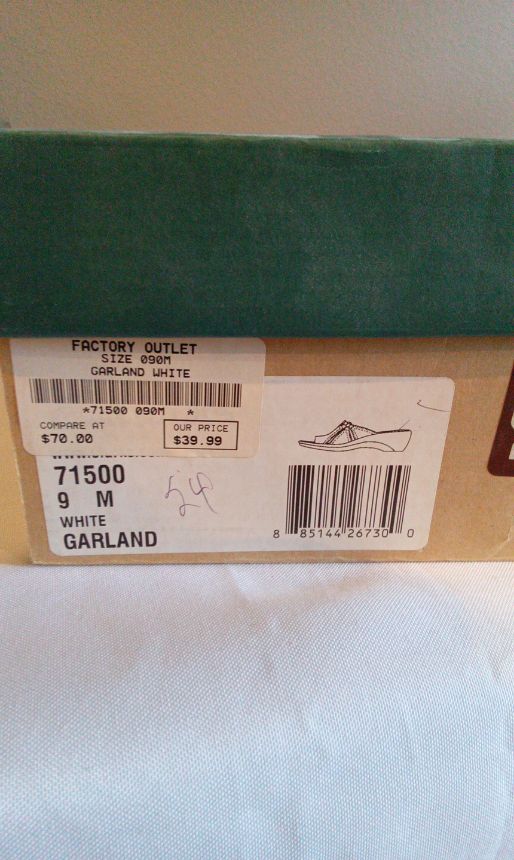 FACTORY OUTLET
SIZE 090M
GARLAND WHITE
*71500 090M *
COMPARE AT
$70.00
OUR PRICE
$39.99
71500
9 M
WHITE
GARLAND
8 85144 26730 0